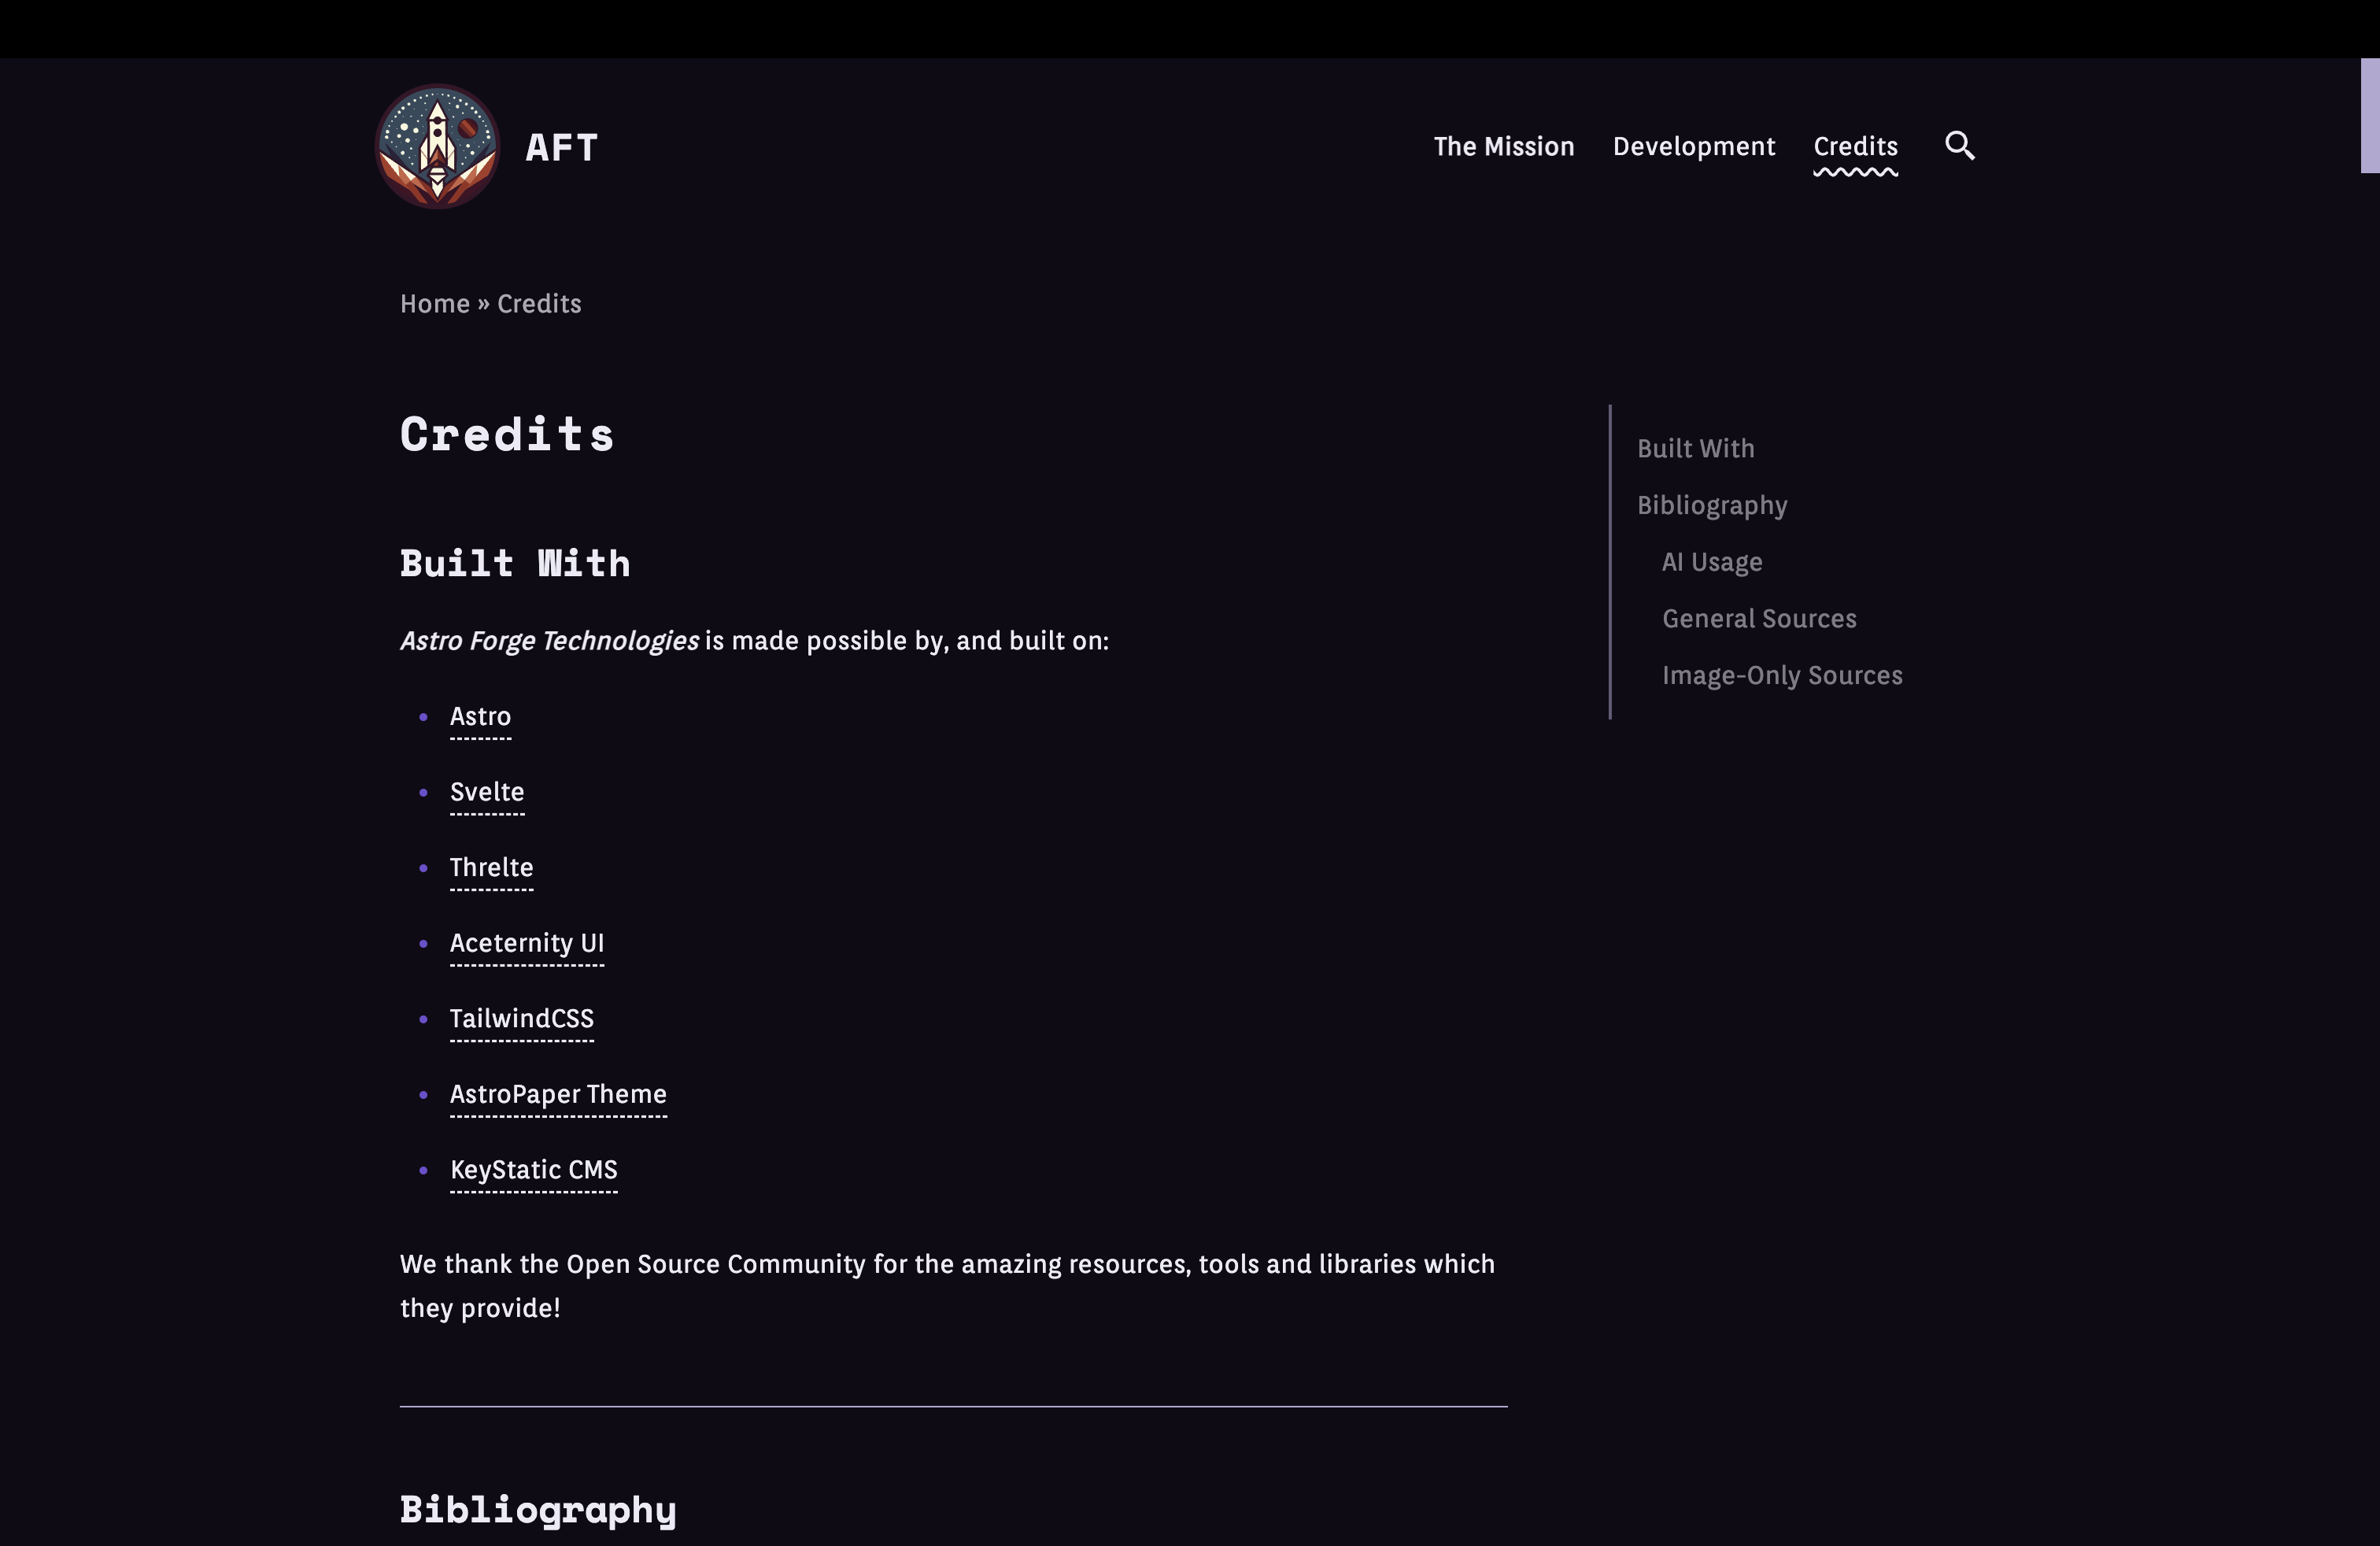 AFT
The Mission
Development
Credits
Home » Credits
Credits
Built With
Astro Forge Technologies is made possible by, and built on:
Astro
Svelte
Threlte
Aceternity UI
TailwindCSS
AstroPaper Theme
KeyStatic CMS
We thank the Open Source Community for the amazing resources, tools and libraries which
they provide!
Bibliography
Built With
Bibliography
AI Usage
General Sources
Image-Only Sources